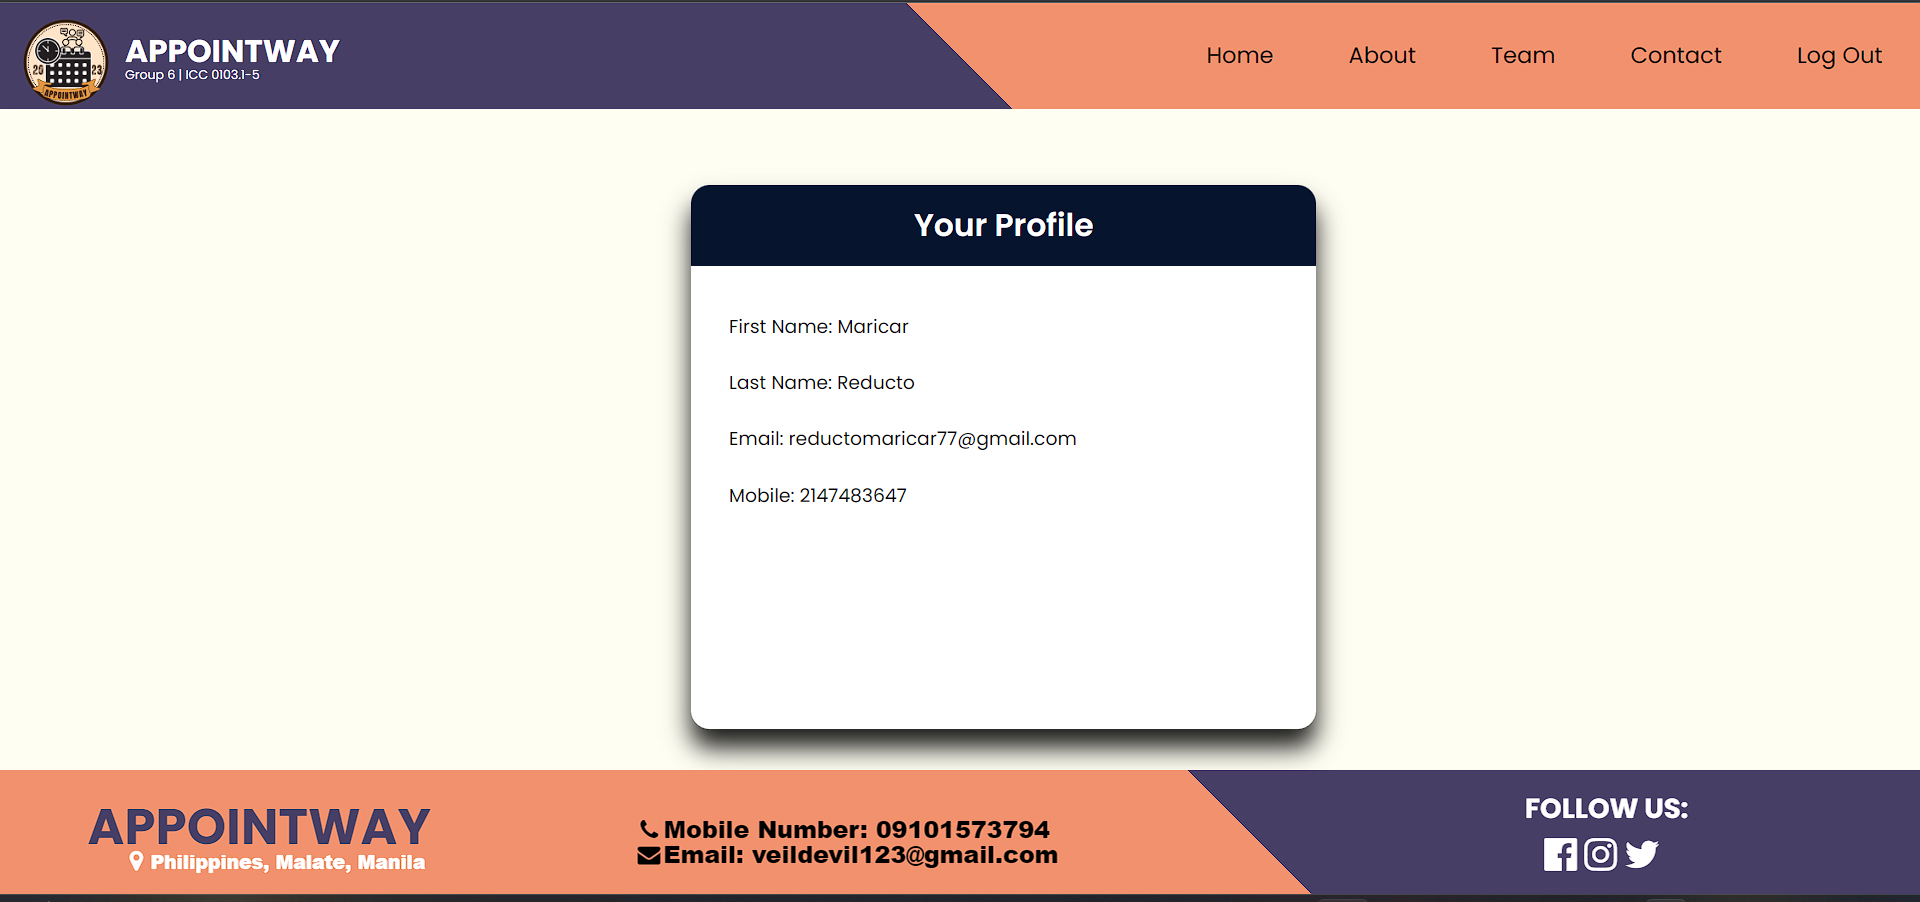 20 23
APPOINTWAY
APPOINTWAY
Group 6 | ICC 0103.1-5
Home About Team Contact Log Out
Your Profile
First Name: Maricar
Last Name: Reducto
Email: reductomaricar77@gmail.com
Mobile: 2147483647
APPOINTWAY
Philippines, Malate, Manila
Mobile Number: 09101573794
Email: veildevil123@gmail.com
FOLLOW US: